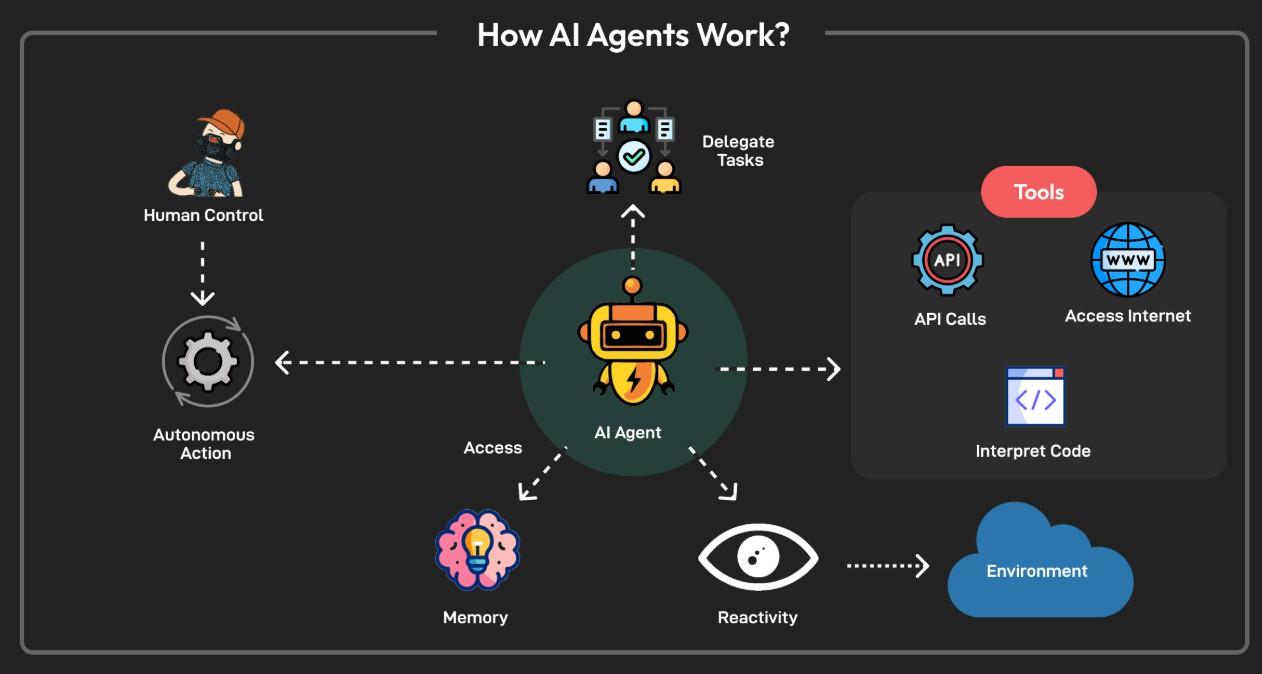 How AI Agents Work?
Human Control
Delegate
Tasks
Tools
API
API Calls
WWW
Access Internet
</>
Interpret Code
Autonomous
Action
AI Agent
Access
Memory
Reactivity
Environment